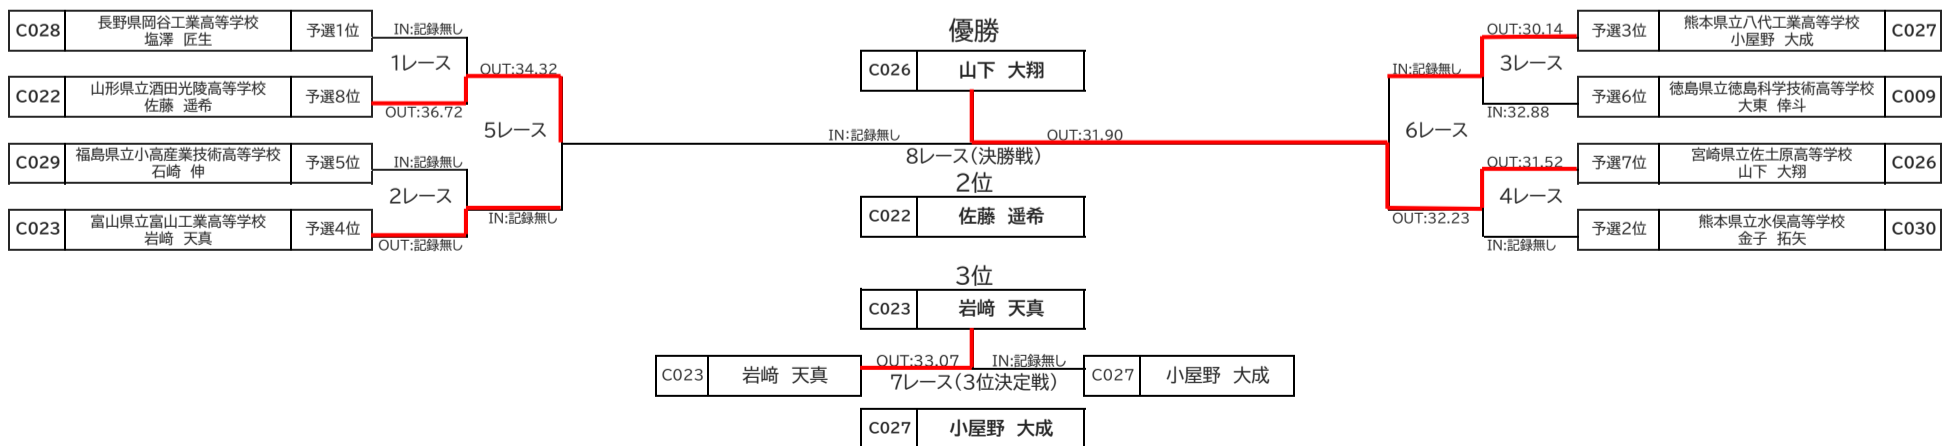 C028 長野県岡谷工業高等学校 塩澤 匠生 予選1位
IN:記録無し
1レース
C022 山形県立酒田光陵高等学校 佐藤 遥希 予選8位
OUT:36.72
OUT:34.32
5レース
C029 福島県立小高産業技術高等学校 石崎 伸 予選5位
IN:記録無し
2レース
C023 富山県立富山工業高等学校 岩﨑 天真 予選4位
OUT:記録無し
IN:記録無し
優勝
C026 山下 大翔
IN:記録無し
OUT:31.90
8レース(決勝戦)
2位
C022 佐藤 遥希
3位
C023 岩﨑 天真
C023 岩﨑 天真
OUT:33.07
IN:記録無し
7レース(3位決定戦)
C027 小屋野 大成
C027 小屋野 大成
OUT:30.14
予選3位 熊本県立八代工業高等学校 小屋野 大成 C027
IN:記録無し
3レース
予選6位 徳島県立徳島科学技術高等学校 大東 倖斗 C009
IN:32.88
6レース
OUT:31.52
予選7位 宮崎県立佐土原高等学校 山下 大翔 C026
4レース
OUT:32.23
予選2位 熊本県立水俣高等学校 金子 拓矢 C030
IN:記録無し